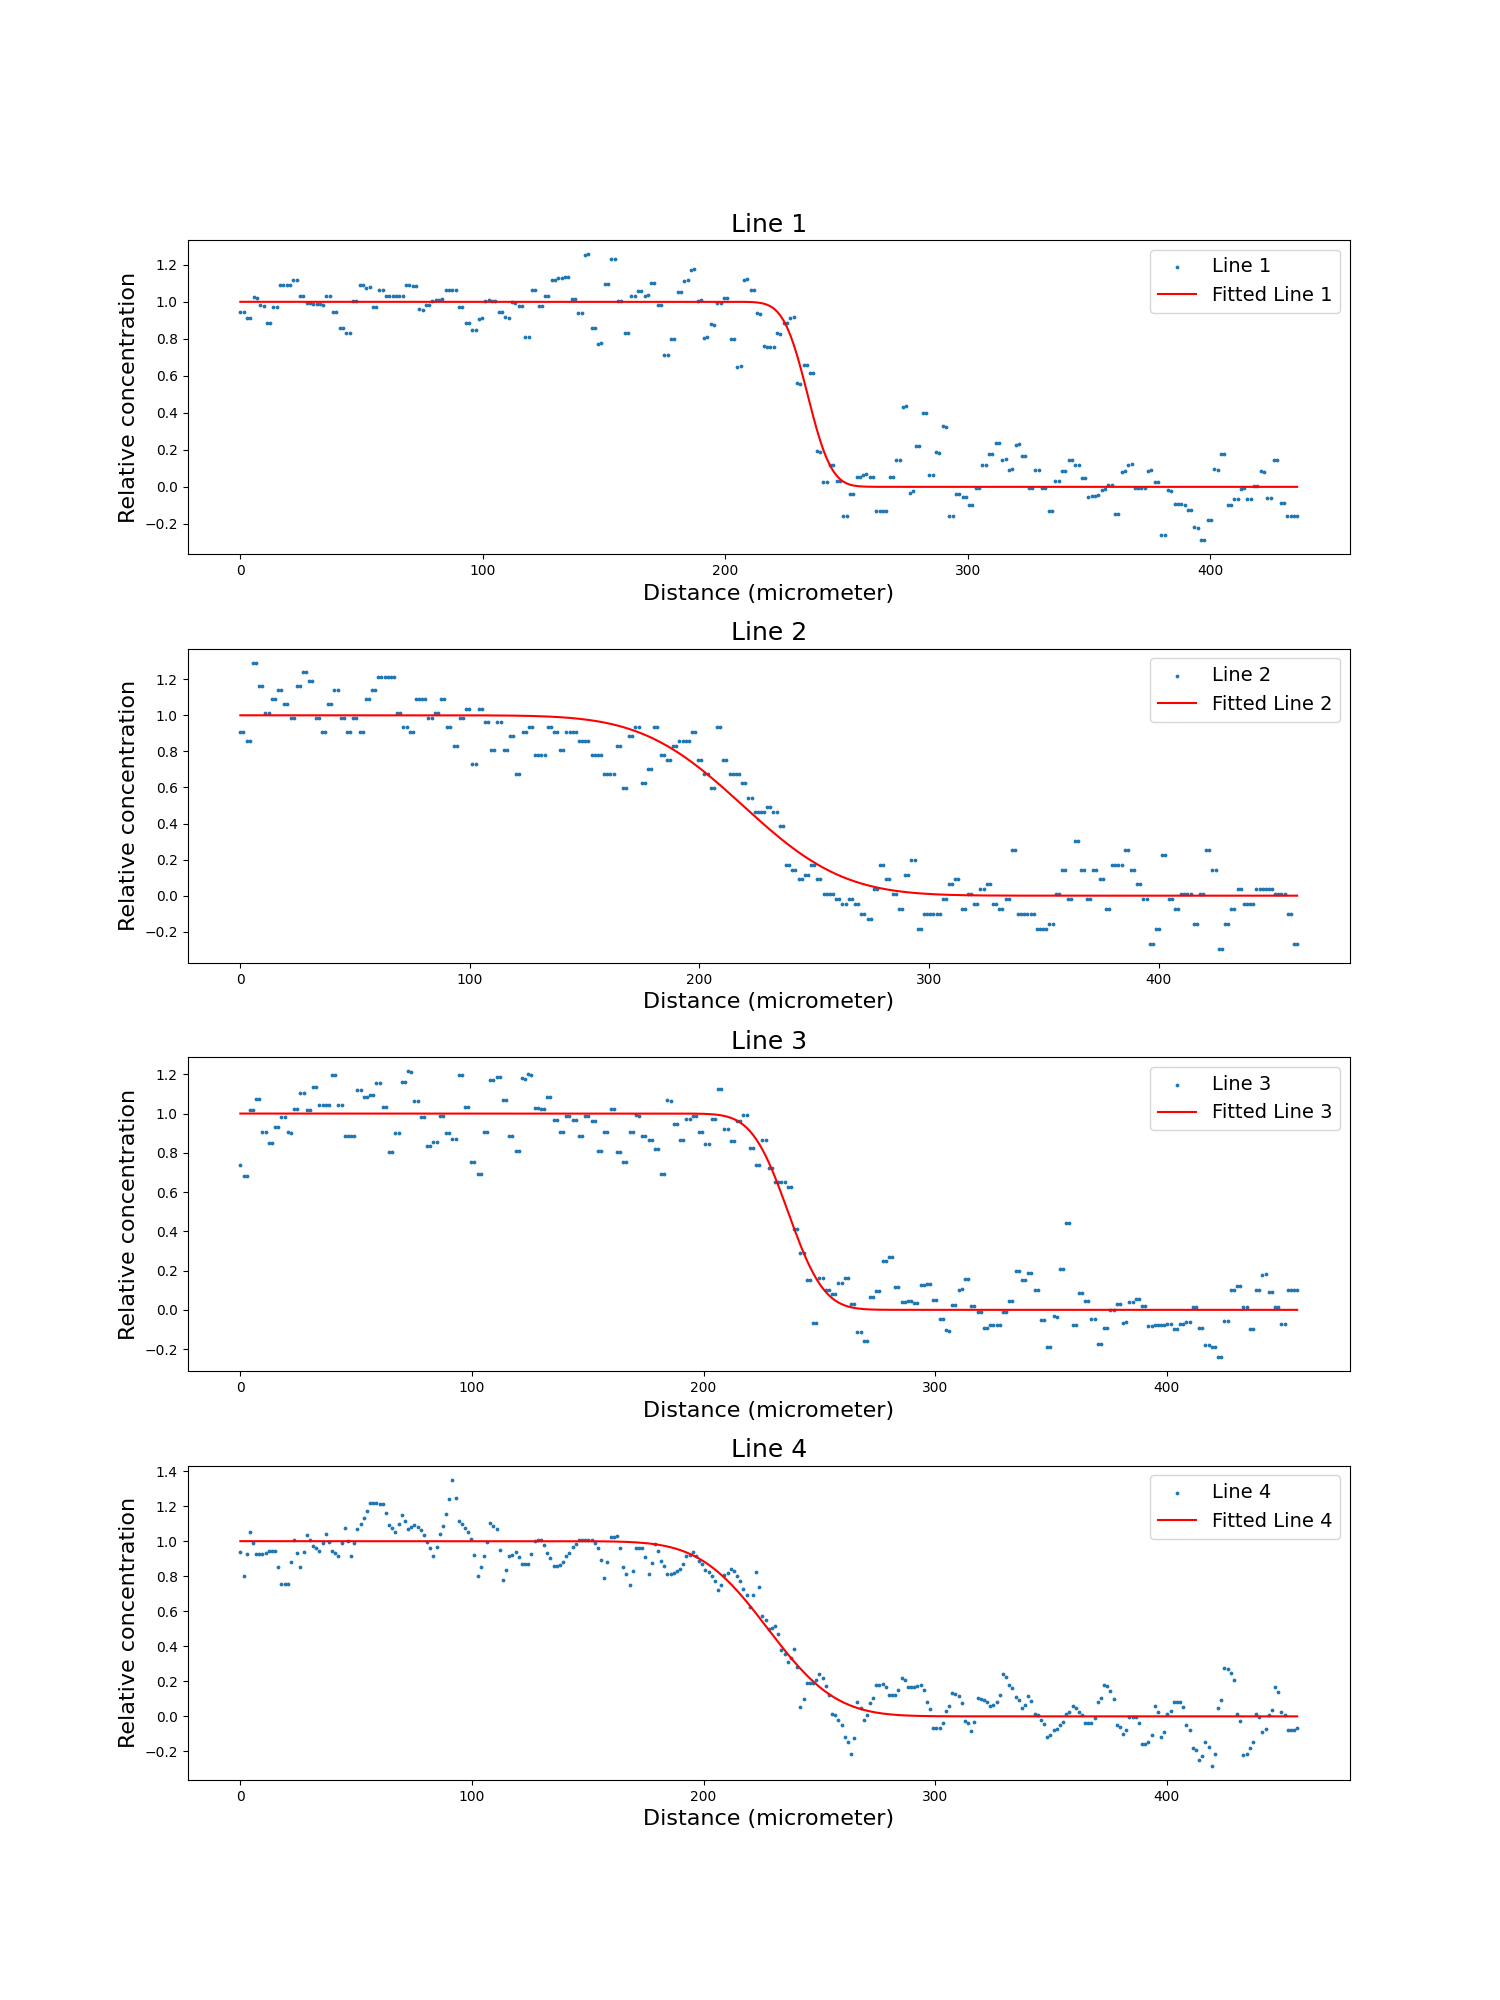 Line 1
Relative concentration
1.2
1.0
0.8
0.6
0.4
0.2
0.0
−0.2
Line 1
Fitted Line 1
0 100 200 300 400
Distance (micrometer)
Line 2
Relative concentration
1.2
1.0
0.8
0.6
0.4
0.2
0.0
−0.2
Line 2
Fitted Line 2
0 100 200 300 400
Distance (micrometer)
Line 3
Relative concentration
1.2
1.0
0.8
0.6
0.4
0.2
0.0
−0.2
Line 3
Fitted Line 3
0 100 200 300 400
Distance (micrometer)
Line 4
Relative concentration
1.4
1.2
1.0
0.8
0.6
0.4
0.2
0.0
−0.2
Line 4
Fitted Line 4
0 100 200 300 400
Distance (micrometer)